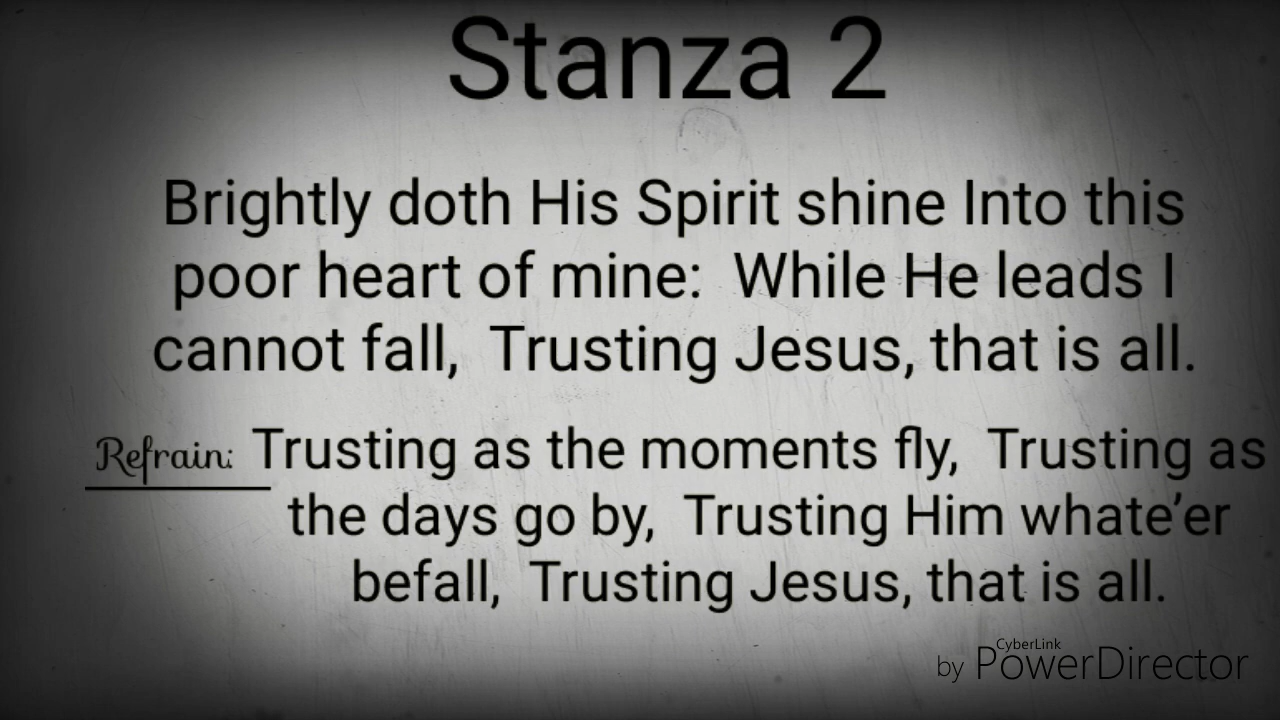 Stanza 2
Brightly doth His Spirit shine Into this
poor heart of mine:  While He leads I
cannot fall,  Trusting Jesus, that is all.
Refrain: Trusting as the moments fly,  Trusting as
the days go by,  Trusting Him whate’er
befall,  Trusting Jesus, that is all.
CyberLink
by PowerDirector